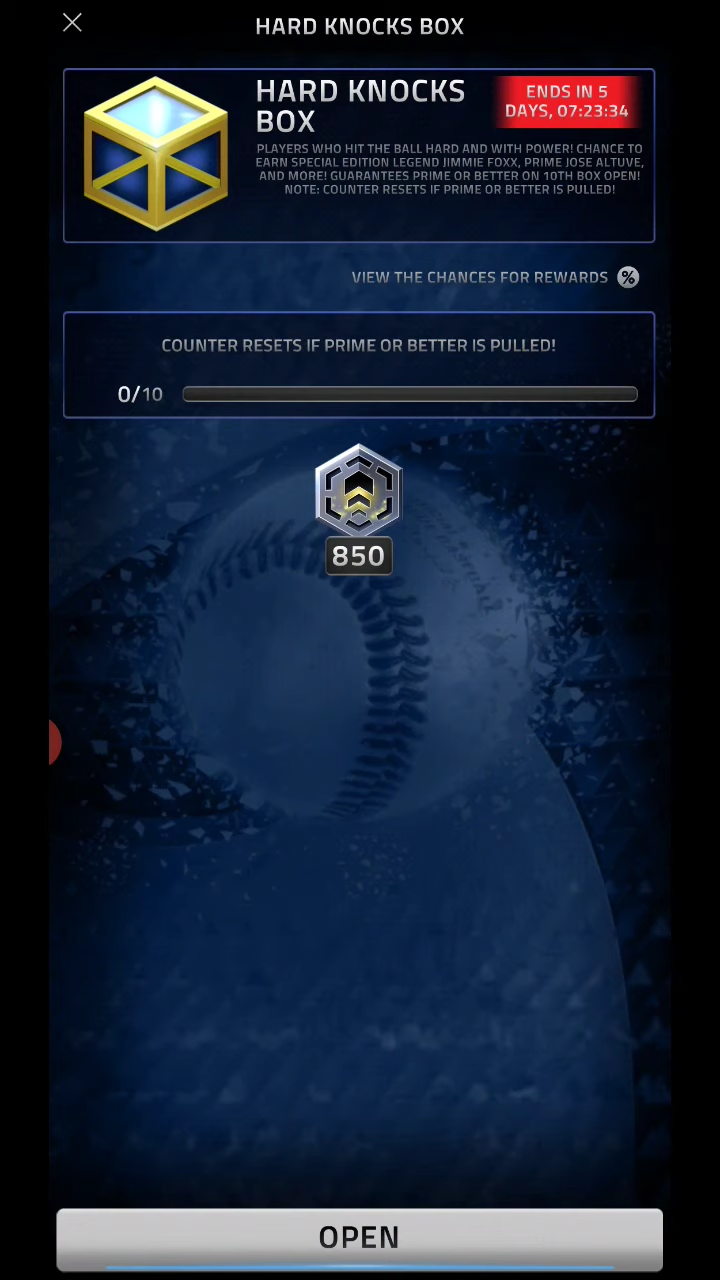 HARD KNOCKS BOX
HARD KNOCKS
BOX
ENDS IN 5
DAYS, 07:23:34
PLAYERS WHO HIT THE BALL HARD AND WITH POWER! CHANCE TO
EARN SPECIAL EDITION LEGEND JIMMIE FOXX, PRIME JOSE ALTUVE,
AND MORE! GUARANTEES PRIME OR BETTER ON 10TH BOX OPEN!
NOTE: COUNTER RESETS IF PRIME OR BETTER IS PULLED!
VIEW THE CHANCES FOR REWARDS %
COUNTER RESETS IF PRIME OR BETTER IS PULLED!
0/10
850
OPEN